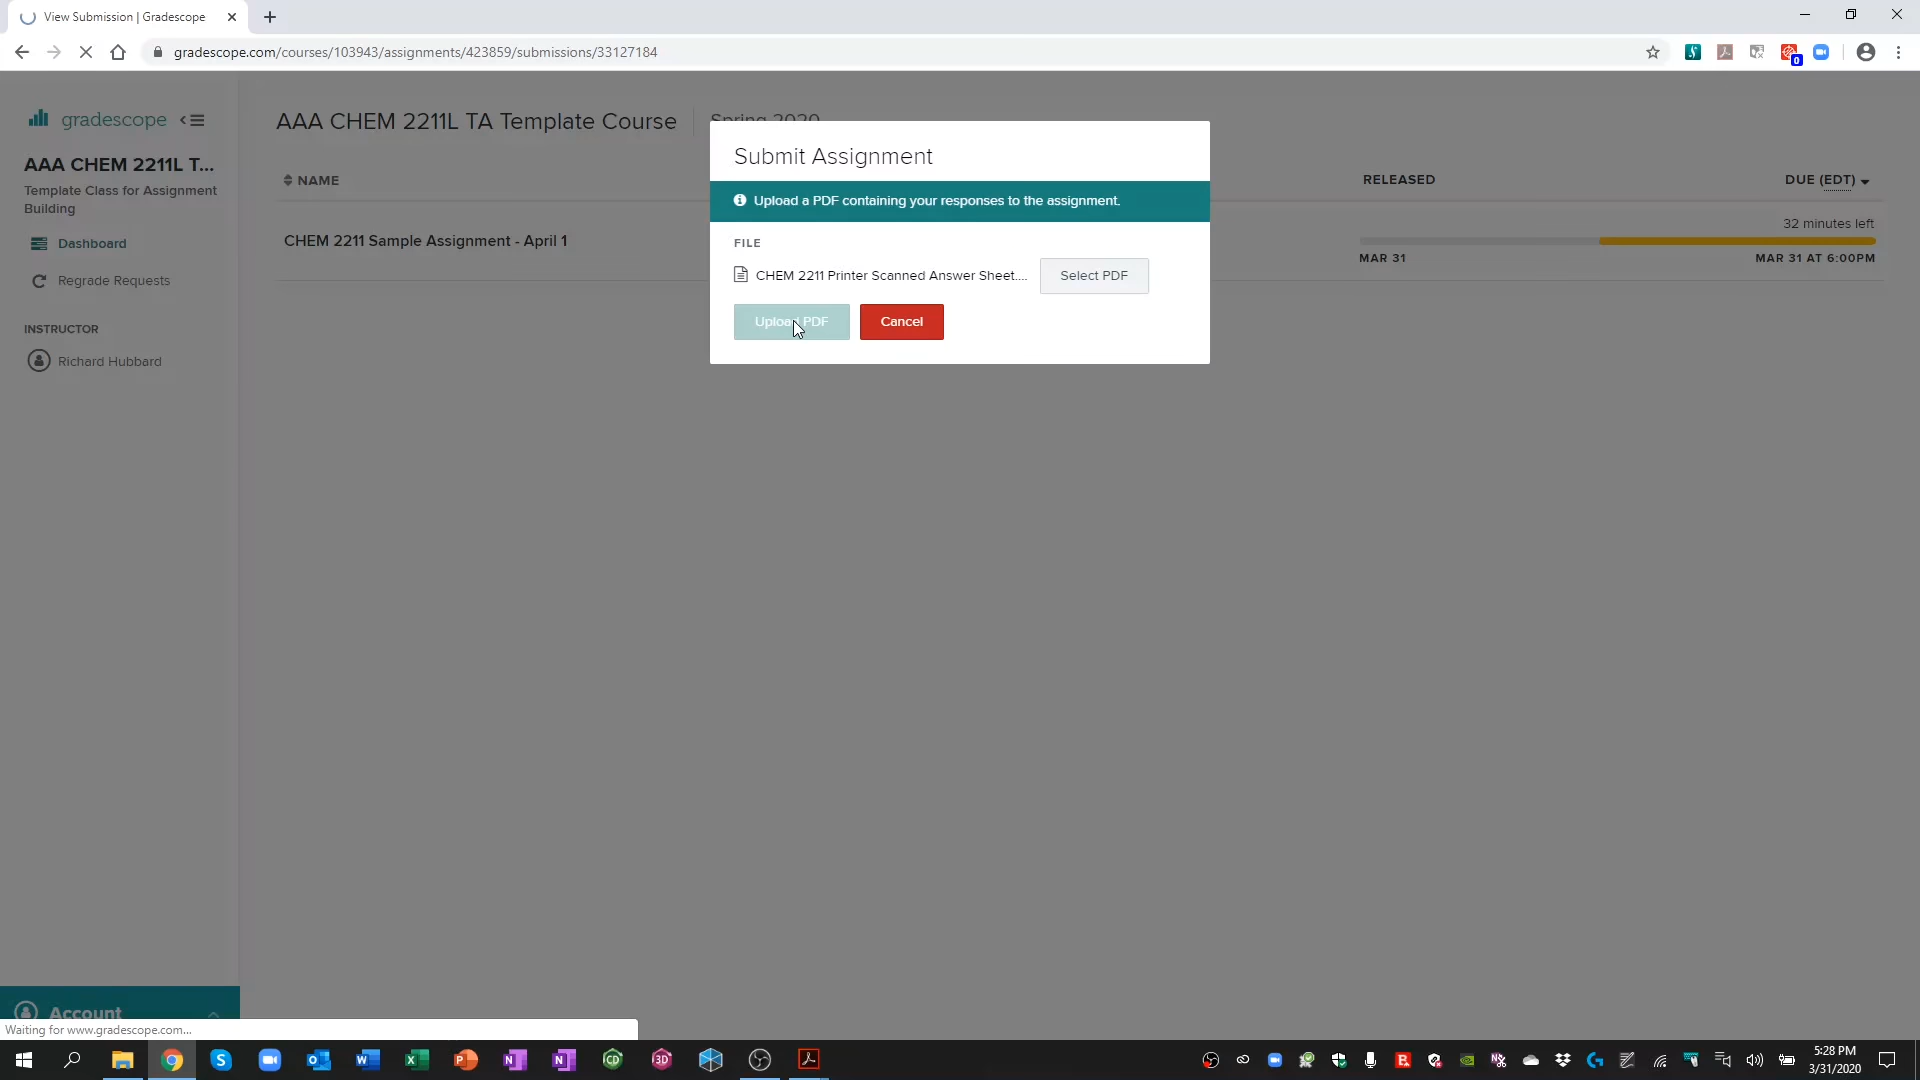 View Submission | Gradescope
gradescope.com/courses/103943/assignments/423859/submissions/33127184
0
gradescope
AAA CHEM 2211L T...
Template Class for Assignment
Building
Dashboard
Regrade Requests
INSTRUCTOR
Richard Hubbard
Account
AAA CHEM 2211L TA Template Course
Spring 2020
NAME
RELEASED
DUE (EDT)
CHEM 2211 Sample Assignment - April 1
32 minutes left
MAR 31
MAR 31 AT 6:00PM
Submit Assignment
Upload a PDF containing your responses to the assignment.
FILE
CHEM 2211 Printer Scanned Answer Sheet....
Select PDF
Upload PDF
Cancel
Waiting for www.gradescope.com...
5:28 PM
3/31/2020